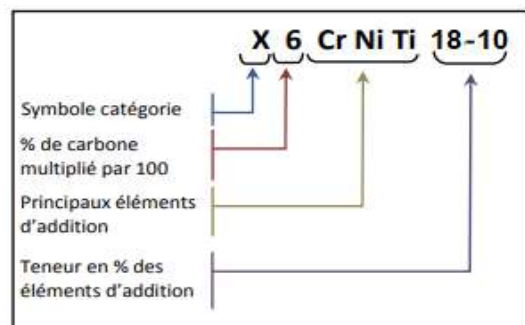 X 6 Cr Ni Ti 18-10
Symbole catégorie
% de carbone
multiplié par 100
Principaux éléments
d'addition
Teneur en % des
éléments d'addition